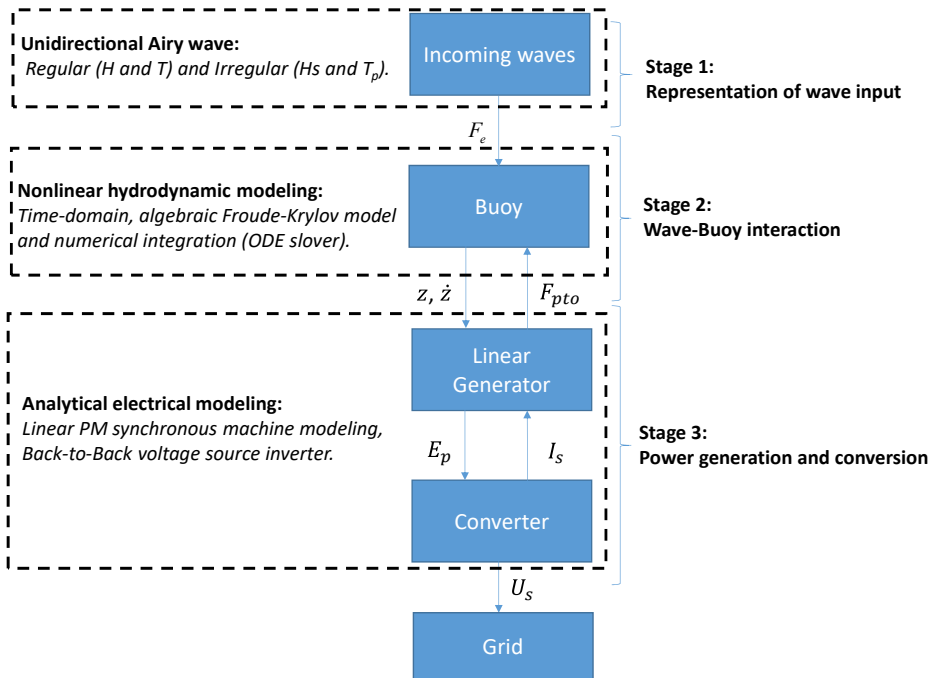 Unidirectional Airy wave:
Regular (H and T) and Irregular (Hs and Tp).
Incoming waves
Stage 1:
Representation of wave input
Fe
Nonlinear hydrodynamic modeling:
Time-domain, algebraic Froude-Krylov model
and numerical integration (ODE slover).
Buoy
Stage 2:
Wave-Buoy interaction
z, ż
Fpto
Linear
Generator
Analytical electrical modeling:
Linear PM synchronous machine modeling,
Back-to-Back voltage source inverter.
Ep
Is
Stage 3:
Power generation and conversion
Converter
Us
Grid